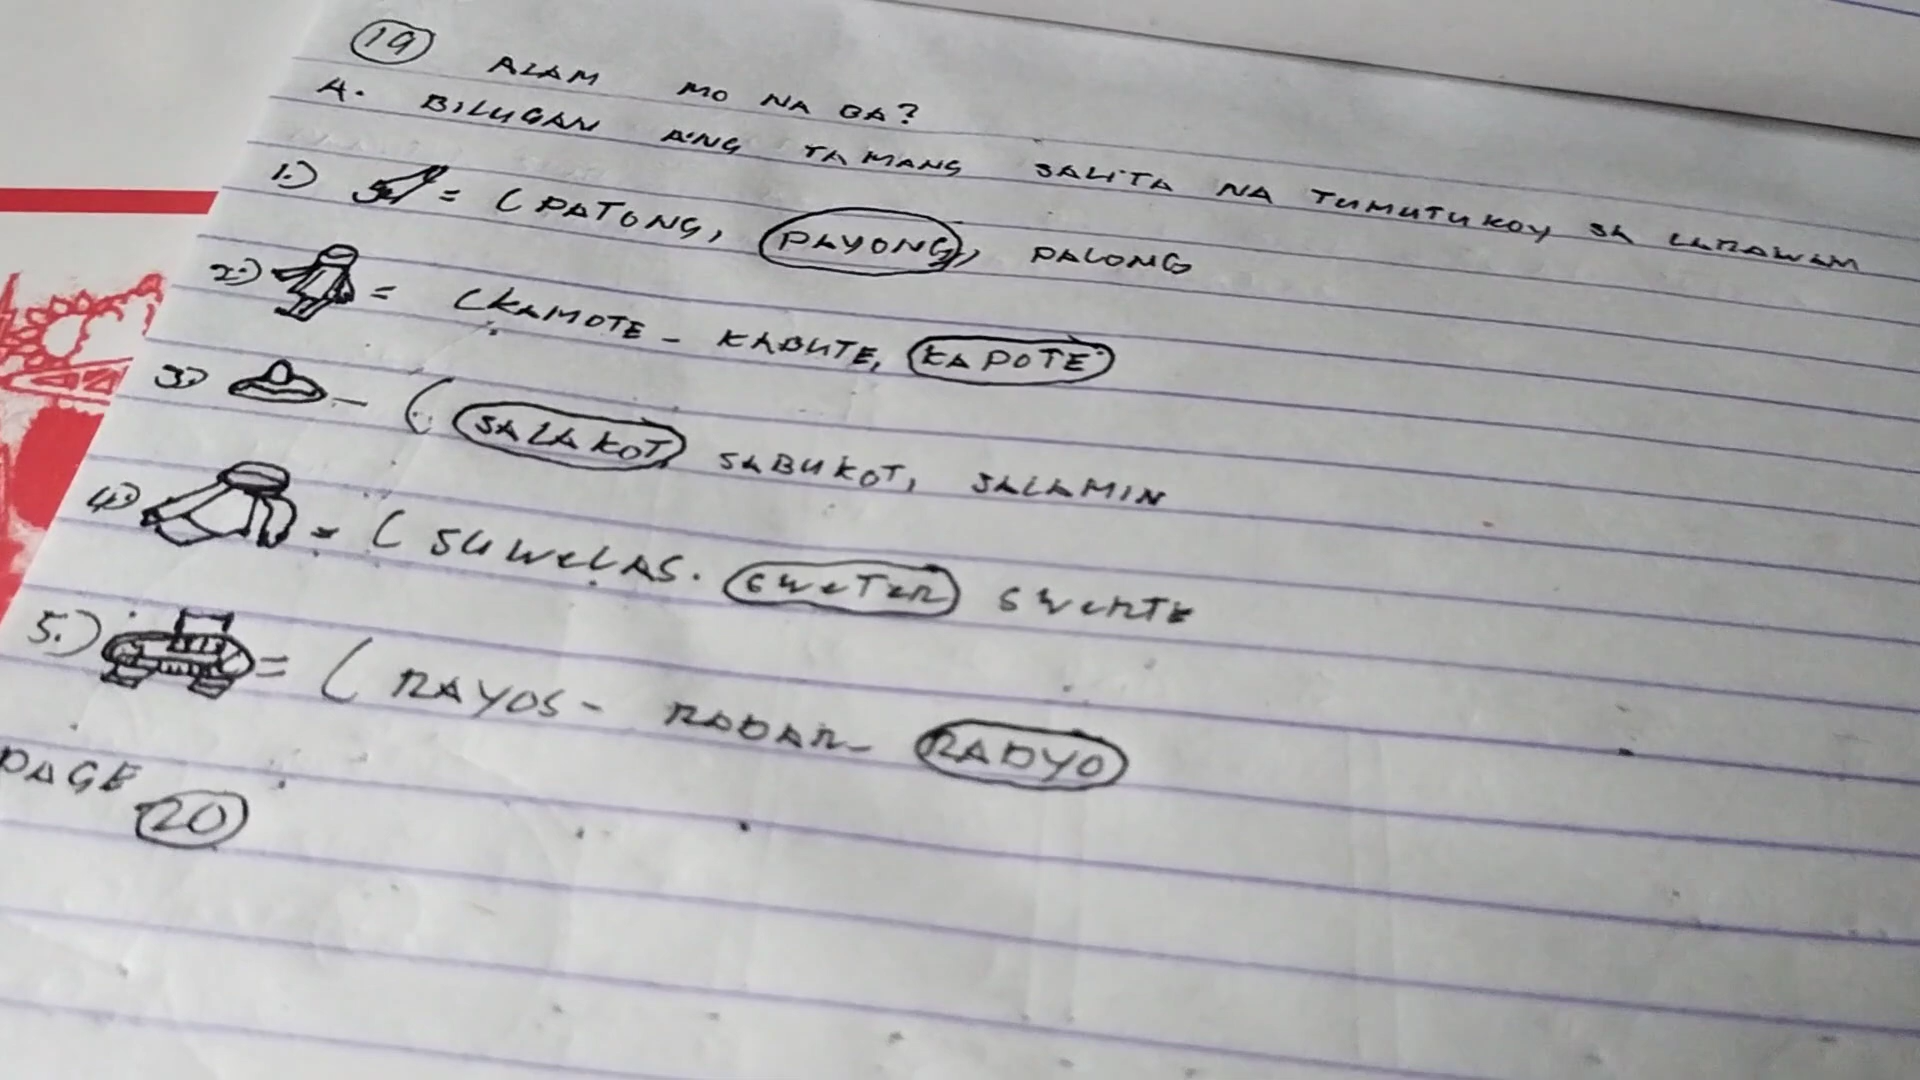 19 ALAM MO NA BA?
A. BILUGAN ANG TAMANG SALITA NA TUMUTUKOY SA LARAWAN
1.) = (PATONG, PAYONG, PALONG
2.) = (KAMOTE - KABUTE, KAPOTE
3.) - (SALAKOT, SABUKOT, SALAMIN
4.) = (SUWELAS. SWETER SWERTE
5.) = (RAYOS - RADAR - RADYO
PAGE 20